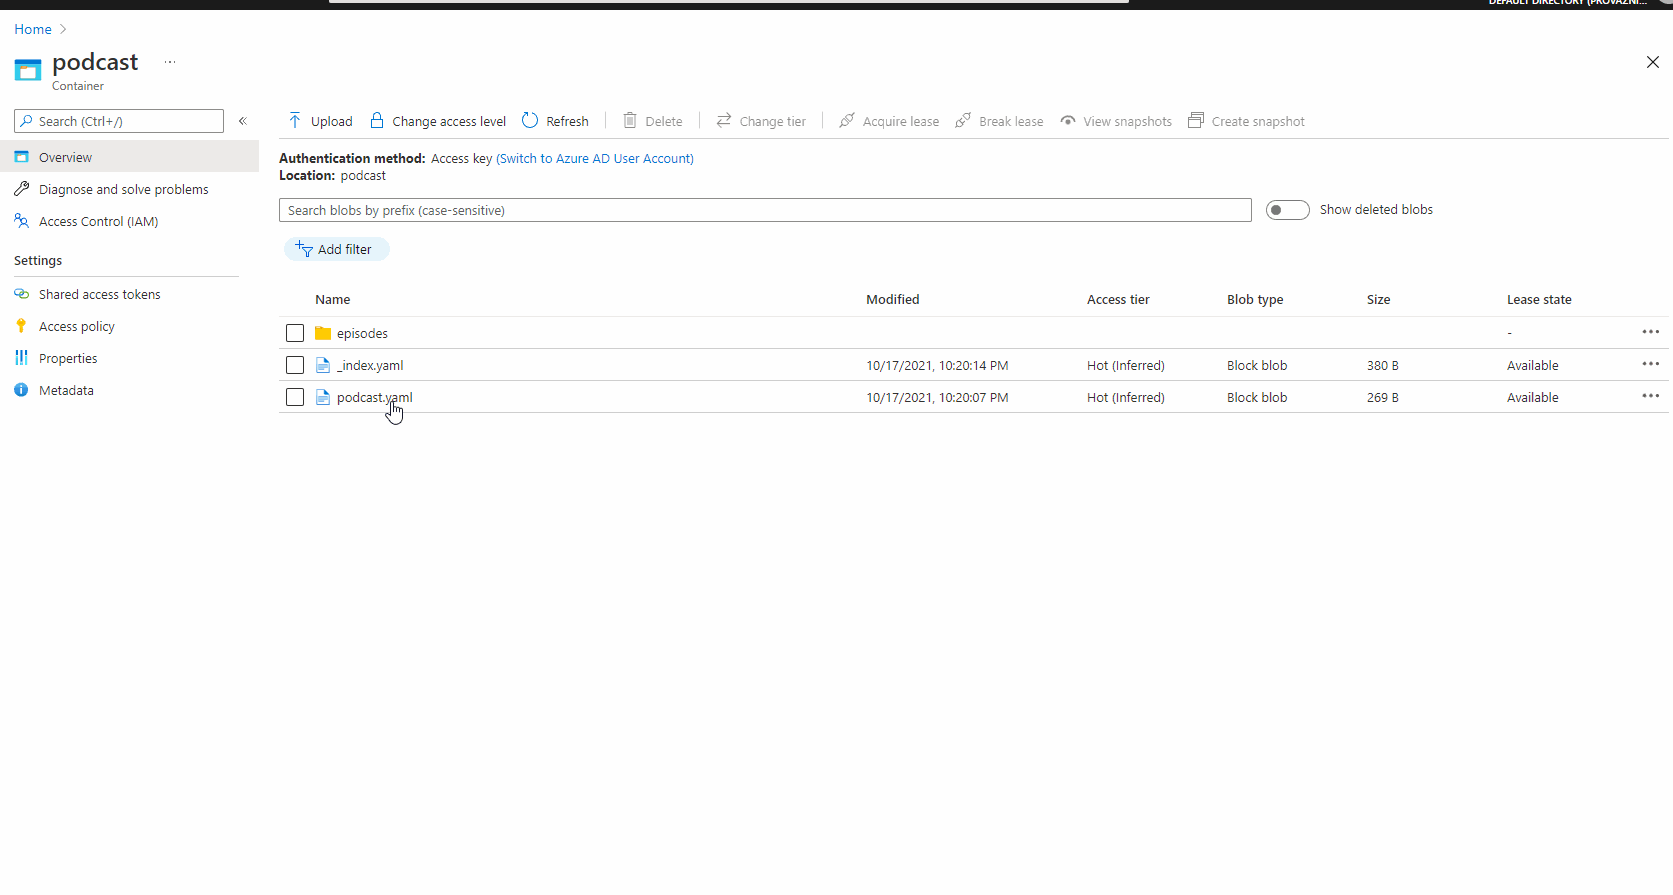 DEFAULT DIRECTORY (PROVAZNI...
Home
podcast ...
Container
Search (Ctrl+/) «
Upload Change access level Refresh Delete Change tier Acquire lease Break lease View snapshots Create snapshot
Overview
Diagnose and solve problems
Access Control (IAM)
Settings
Shared access tokens
Access policy
Properties
Metadata
Authentication method: Access key (Switch to Azure AD User Account)
Location: podcast
Search blobs by prefix (case-sensitive) Show deleted blobs
Add filter
Name Modified Access tier Blob type Size Lease state
episodes -
_index.yaml 10/17/2021, 10:20:14 PM Hot (Inferred) Block blob 380 B Available
podcast.yaml 10/17/2021, 10:20:07 PM Hot (Inferred) Block blob 269 B Available